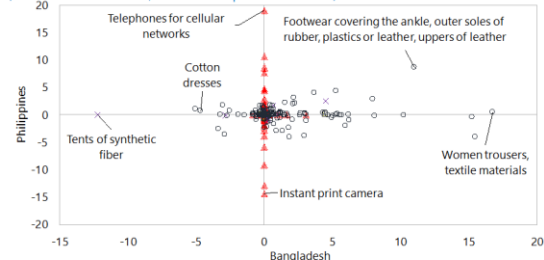 20
15
10
5
0
-5
-10
-15
-20
Philippines
Telephones for cellular
networks
Footwear covering the ankle, outer soles of
rubber, plastics or leather, uppers of leather
Cotton
dresses
Tents of synthetic
fiber
Women trousers,
textile materials
Instant print camera
-15 -10 -5 0 5 10 15 20
Bangladesh